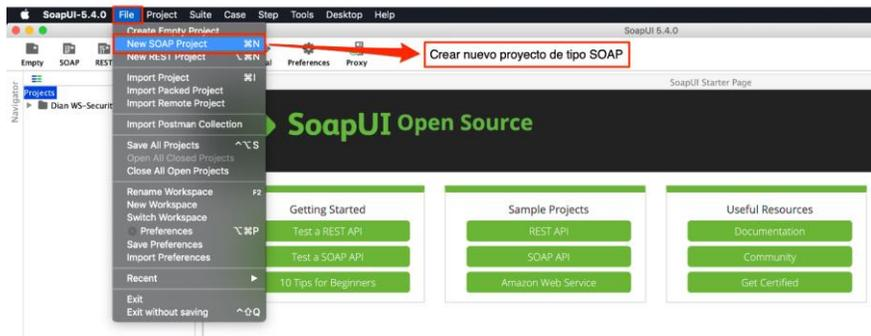 SoapUI-5.4.0 File Project Suite Case Step Tools Desktop Help
SoapUI 5.4.0
Empty SOAP REST Preferences Proxy
Create Empty Project
New SOAP Project ⌘N
New REST Project ⌥⌘N
Import Project ⌘I
Import Packed Project
Import Remote Project
Import Postman Collection
Save All Projects ^⌥S
Open All Closed Projects
Close All Open Projects
Rename Workspace F2
New Workspace
Switch Workspace
Preferences ⌥⌘P
Save Preferences
Import Preferences
Recent ▶
Exit
Exit without saving ^⇧Q
Crear nuevo proyecto de tipo SOAP
Navigator
Projects
Dian WS-Securit
SoapUI Starter Page
SoapUI Open Source
Getting Started
Test a REST API
Test a SOAP API
10 Tips for Beginners
Sample Projects
REST API
SOAP API
Amazon Web Service
Useful Resources
Documentation
Community
Get Certified